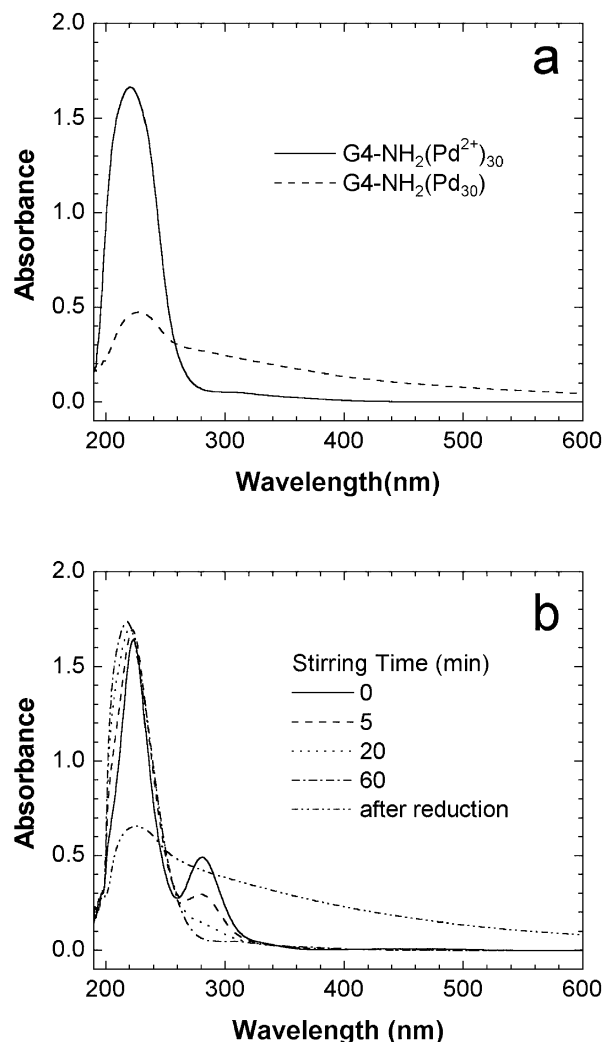 a
2.0
1.5
1.0
0.5
0.0
Absorbance
G4-NH₂(Pd²⁺)₃₀
G4-NH₂(Pd₃₀)
200 300 400 500 600
Wavelength(nm)
b
2.0
1.5
1.0
0.5
0.0
Absorbance
Stirring Time (min)
0
5
20
60
after reduction
200 300 400 500 600
Wavelength (nm)